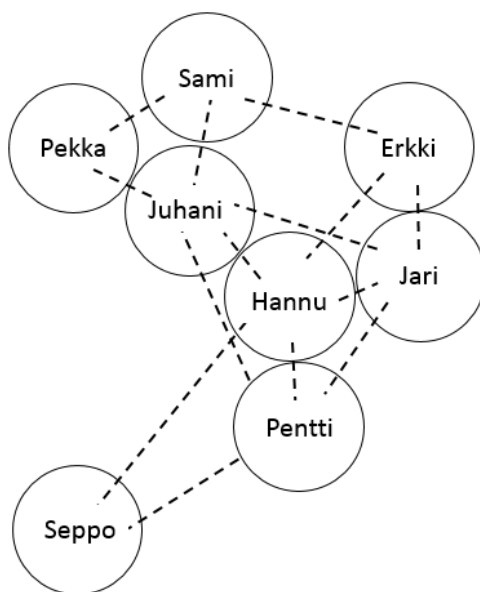 Sami
Pekka
Erkki
Juhani
Jari
Hannu
Pentti
Seppo